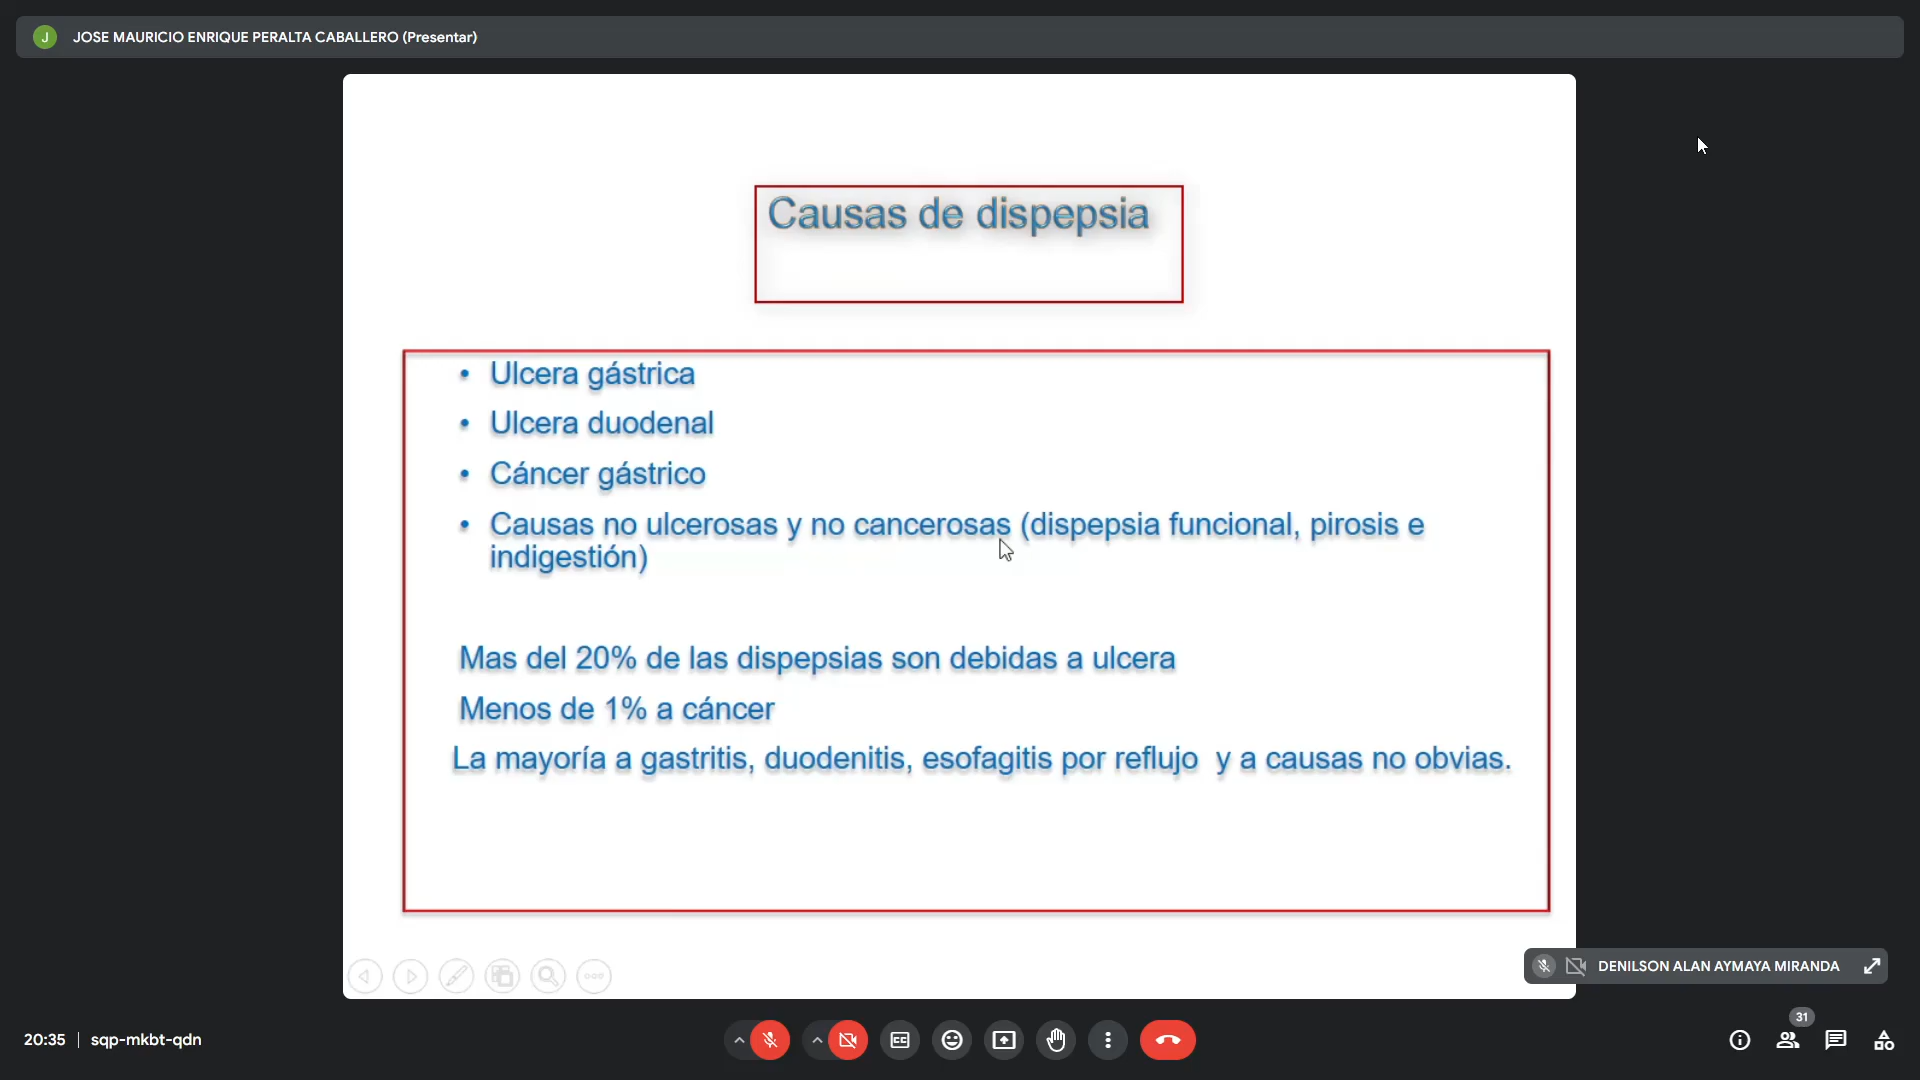 J JOSE MAURICIO ENRIQUE PERALTA CABALLERO (Presentar)
Causas de dispepsia
• Ulcera gástrica
• Ulcera duodenal
• Cáncer gástrico
• Causas no ulcerosas y no cancerosas (dispepsia funcional, pirosis e
indigestión)
Mas del 20% de las dispepsias son debidas a ulcera
Menos de 1% a cáncer
La mayoría a gastritis, duodenitis, esofagitis por reflujo y a causas no obvias.
DENILSON ALAN AYMAYA MIRANDA
20:35 | sqp-mkbt-qdn
31